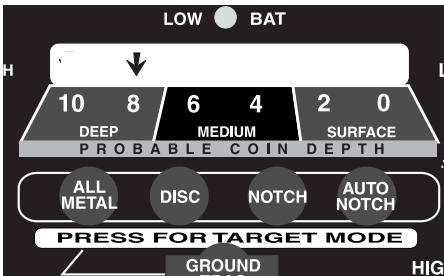 LOW BAT
H L
10 8 6 4 2 0
DEEP MEDIUM SURFACE
PROBABLE COIN DEPTH
ALL METAL DISC NOTCH AUTO NOTCH
PRESS FOR TARGET MODE
GROUND
HIG